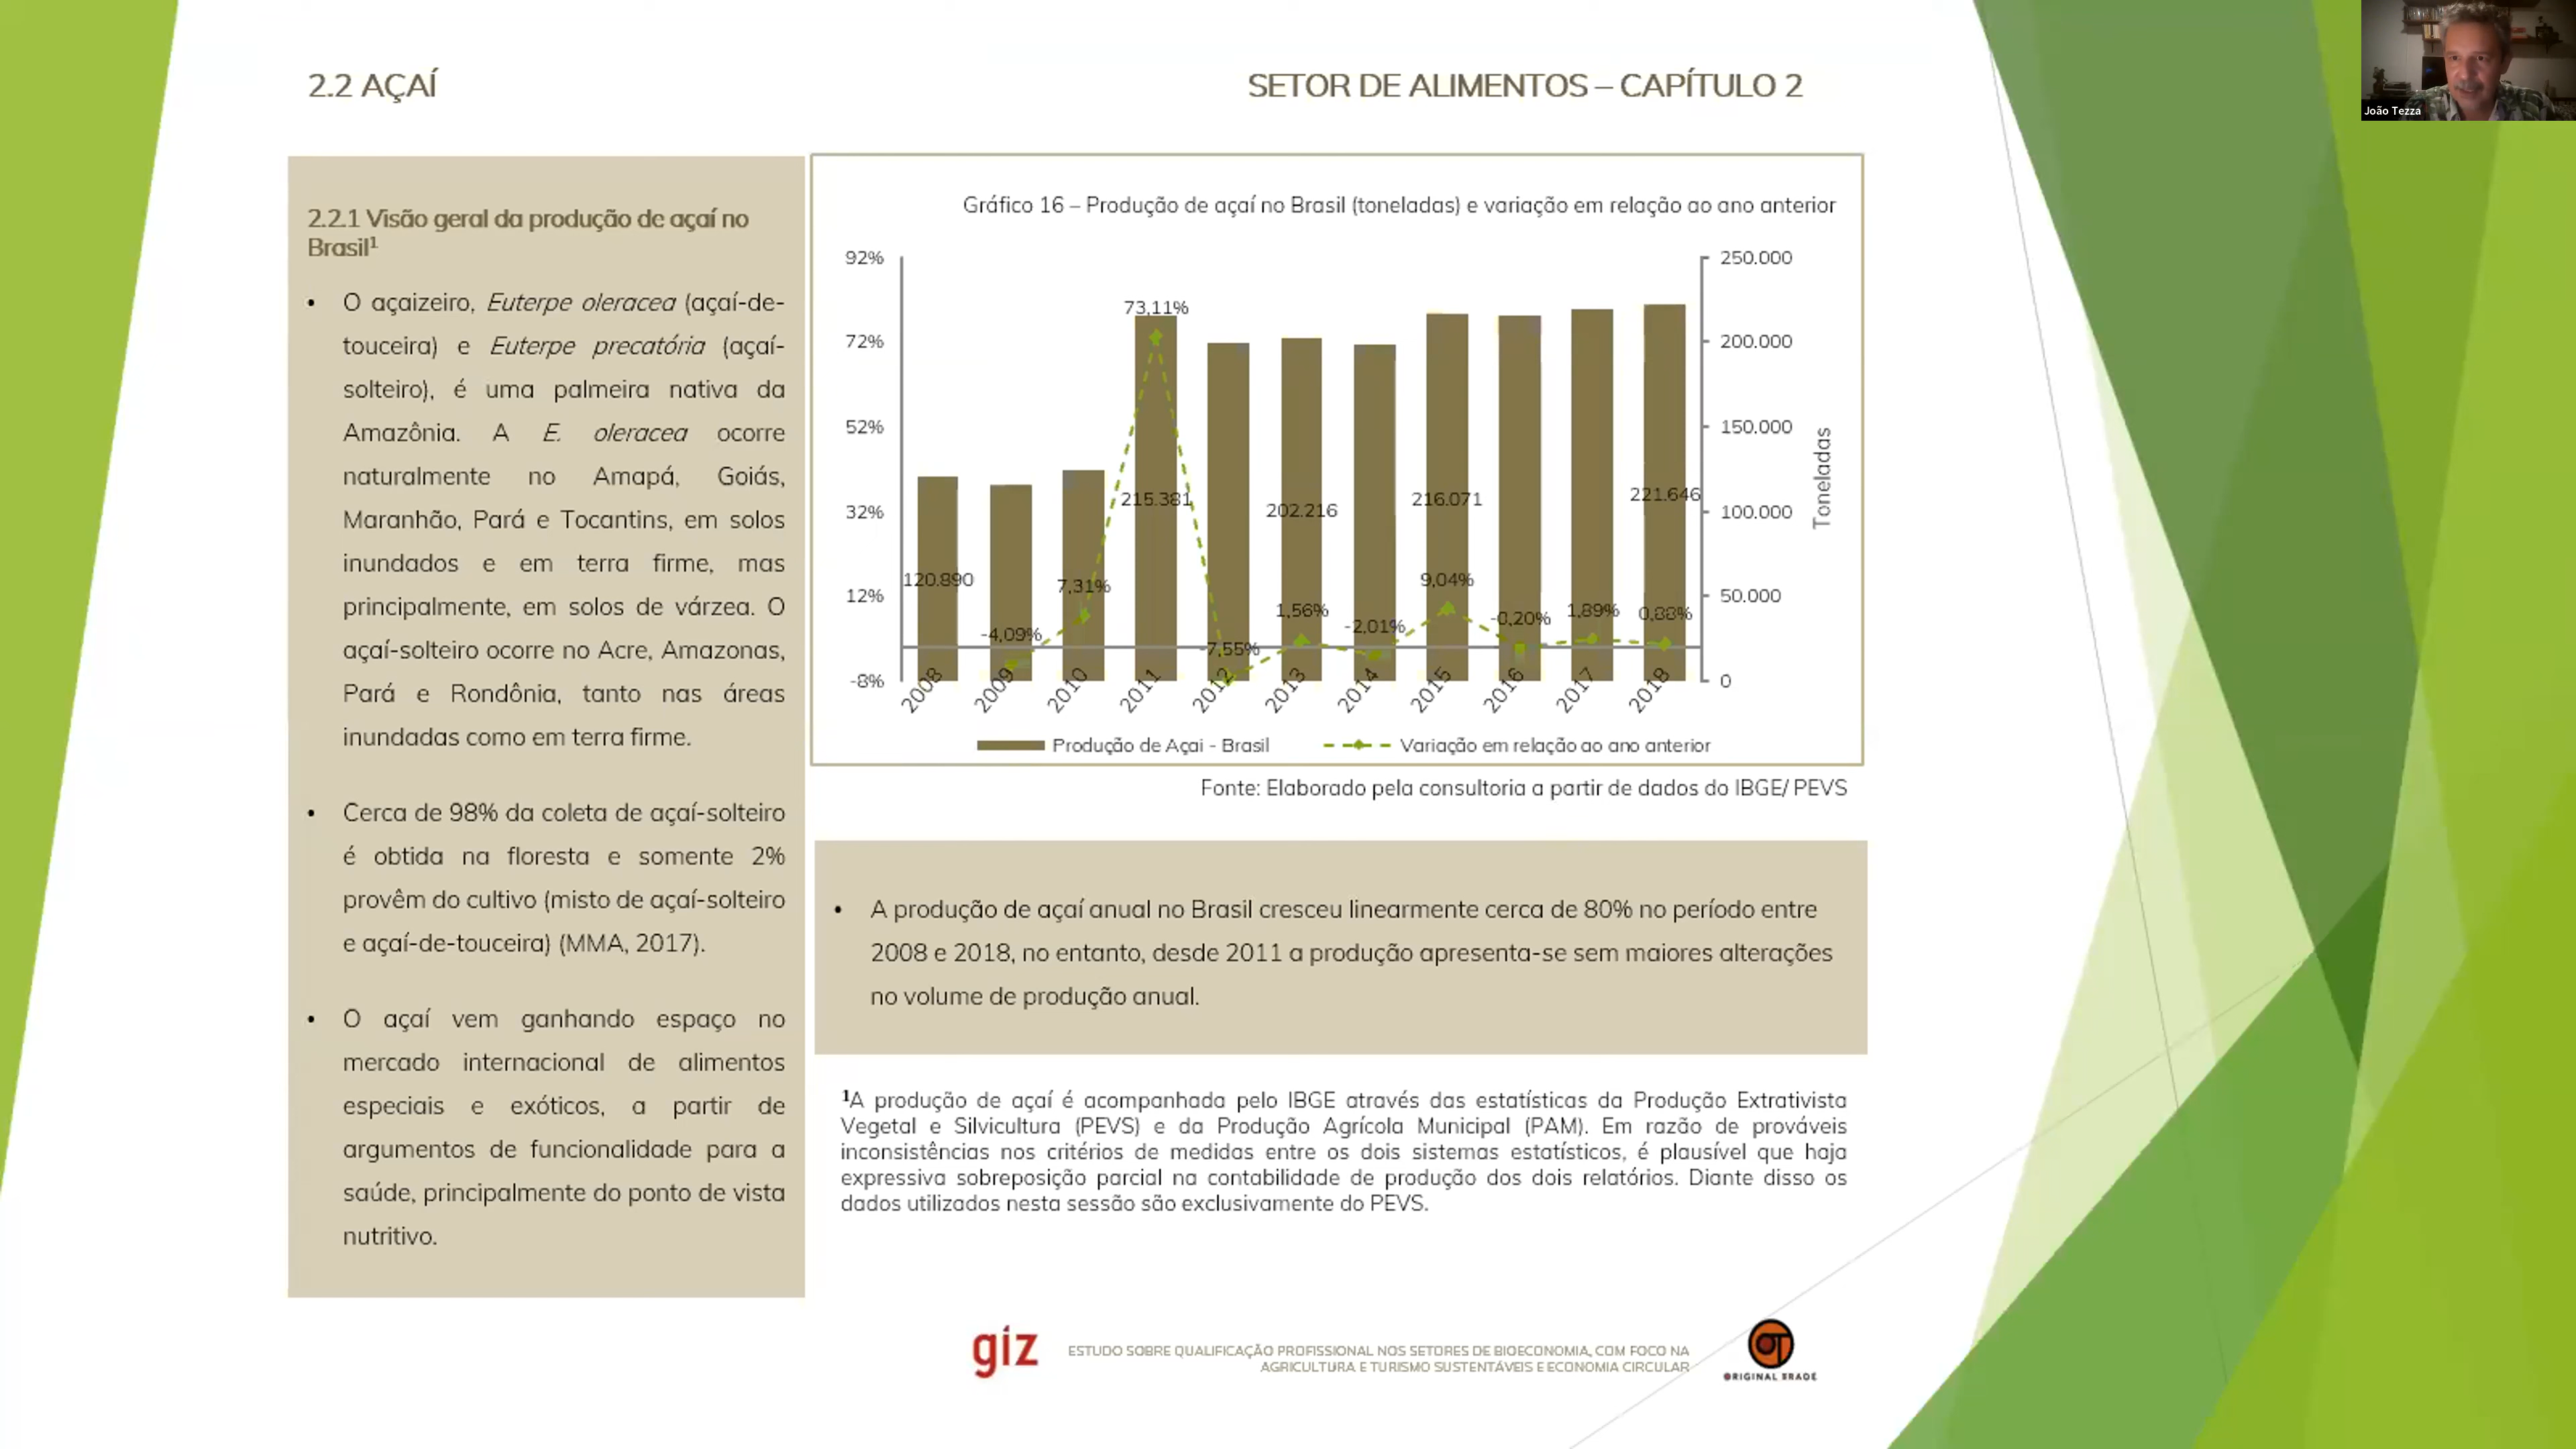 2.2 AÇAÍ
SETOR DE ALIMENTOS – CAPÍTULO 2
João Tezza
2.2.1 Visão geral da produção de açaí no
Brasil¹
• O açaizeiro, Euterpe oleracea (açaí-de-
touceira) e Euterpe precatória (açaí-
solteiro), é uma palmeira nativa da
Amazônia. A E. oleracea ocorre
naturalmente no Amapá, Goiás,
Maranhão, Pará e Tocantins, em solos
inundados e em terra firme, mas
principalmente, em solos de várzea. O
açaí-solteiro ocorre no Acre, Amazonas,
Pará e Rondônia, tanto nas áreas
inundadas como em terra firme.
• Cerca de 98% da coleta de açaí-solteiro
é obtida na floresta e somente 2%
provêm do cultivo (misto de açaí-solteiro
e açaí-de-touceira) (MMA, 2017).
• O açaí vem ganhando espaço no
mercado internacional de alimentos
especiais e exóticos, a partir de
argumentos de funcionalidade para a
saúde, principalmente do ponto de vista
nutritivo.
Gráfico 16 – Produção de açaí no Brasil (toneladas) e variação em relação ao ano anterior
92%
72%
52%
32%
12%
-8%
250.000
200.000
150.000
100.000
50.000
0
Toneladas
73,11%
215.381
202.216
216.071
221.646
120.890
7,31%
9,04%
-4,09%
-7,55%
1,56%
-2,01%
-0,20%
1,89%
0,88%
2008 2009 2010 2011 2012 2013 2014 2015 2016 2017 2018
Produção de Açai - Brasil
Variação em relação ao ano anterior
Fonte: Elaborado pela consultoria a partir de dados do IBGE/ PEVS
• A produção de açaí anual no Brasil cresceu linearmente cerca de 80% no período entre
2008 e 2018, no entanto, desde 2011 a produção apresenta-se sem maiores alterações
no volume de produção anual.
¹A produção de açaí é acompanhada pelo IBGE através das estatísticas da Produção Extrativista
Vegetal e Silvicultura (PEVS) e da Produção Agrícola Municipal (PAM). Em razão de prováveis
inconsistências nos critérios de medidas entre os dois sistemas estatísticos, é plausível que haja
expressiva sobreposição parcial na contabilidade de produção dos dois relatórios. Diante disso os
dados utilizados nesta sessão são exclusivamente do PEVS.
giz
ESTUDO SOBRE QUALIFICAÇÃO PROFISSIONAL NOS SETORES DE BIOECONOMIA, COM FOCO NA
AGRICULTURA E TURISMO SUSTENTÁVEIS E ECONOMIA CIRCULAR
OT
ORIGINAL TRADE